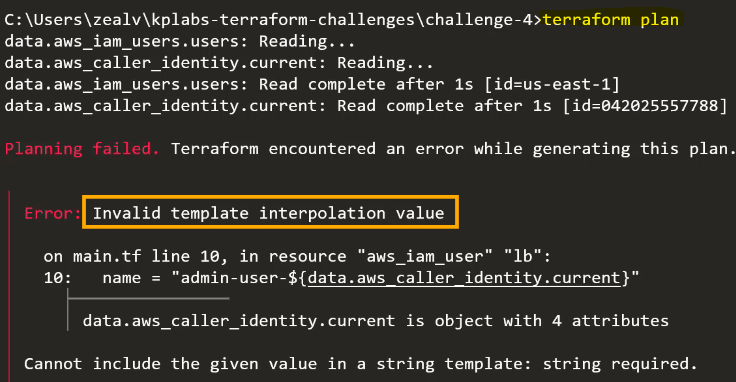 C:\Users\zealv\kplabs-terraform-challenges\challenge-4>terraform plan
data.aws_iam_users.users: Reading...
data.aws_caller_identity.current: Reading...
data.aws_iam_users.users: Read complete after 1s [id=us-east-1]
data.aws_caller_identity.current: Read complete after 1s [id=042025557788]
Planning failed. Terraform encountered an error while generating this plan.
Error: Invalid template interpolation value
on main.tf line 10, in resource "aws_iam_user" "lb":
10: name = "admin-user-${data.aws_caller_identity.current}"
data.aws_caller_identity.current is object with 4 attributes
Cannot include the given value in a string template: string required.